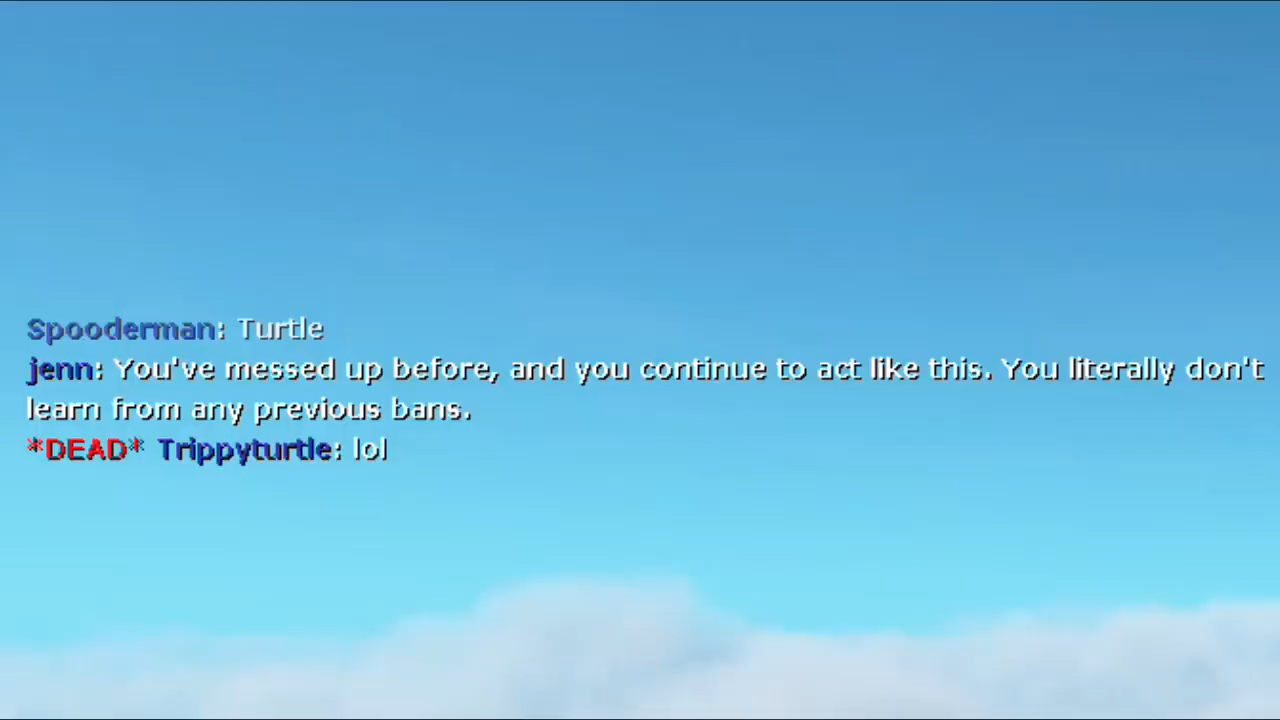 Spooderman: Turtle
jenn: You've messed up before, and you continue to act like this. You literally don't
learn from any previous bans.
*DEAD* Trippyturtle: lol